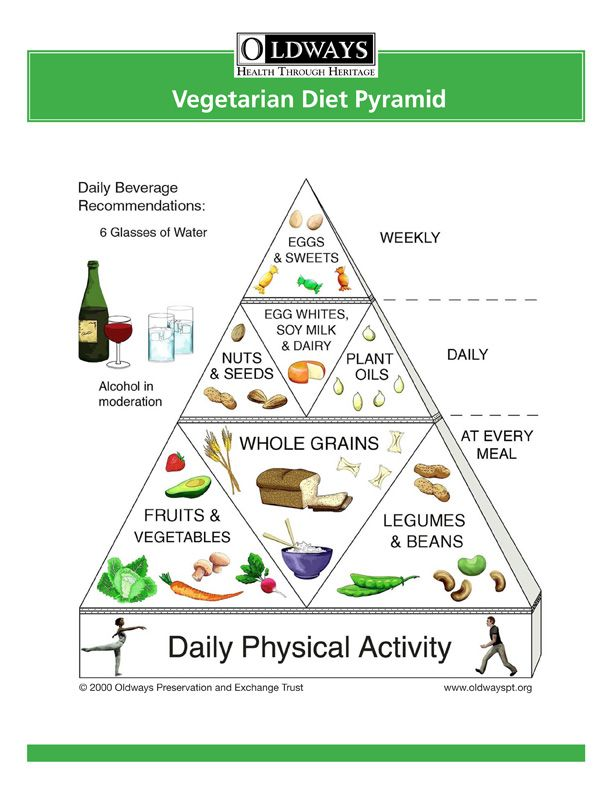 OLDWAYS
HEALTH THROUGH HERITAGE
Vegetarian Diet Pyramid
Daily Beverage
Recommendations:
6 Glasses of Water
Alcohol in
moderation
EGGS
& SWEETS
WEEKLY
EGG WHITES,
SOY MILK
& DAIRY
NUTS
& SEEDS
PLANT
OILS
DAILY
AT EVERY
MEAL
WHOLE GRAINS
FRUITS &
VEGETABLES
LEGUMES
& BEANS
Daily Physical Activity
© 2000 Oldways Preservation and Exchange Trust
www.oldwayspt.org